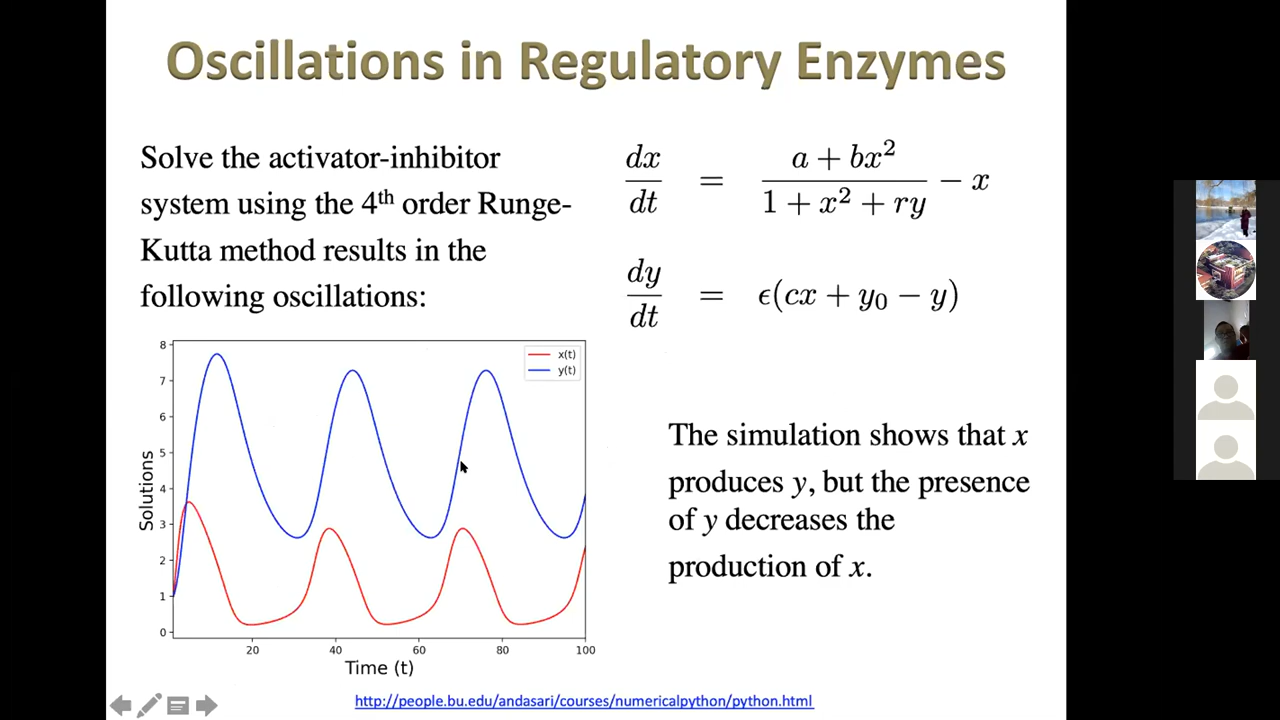 Oscillations in Regulatory Enzymes
Solve the activator-inhibitor
system using the 4th order Runge-
Kutta method results in the
following oscillations:
dx/dt = (a + bx²)/(1 + x² + ry) − x
dy/dt = ϵ(cx + y₀ − y)
x(t)
y(t)
8
7
6
5
4
3
2
1
0
Solutions
20 40 60 80 100
Time (t)
The simulation shows that x
produces y, but the presence
of y decreases the
production of x.
http://people.bu.edu/andasari/courses/numericalpython/python.html